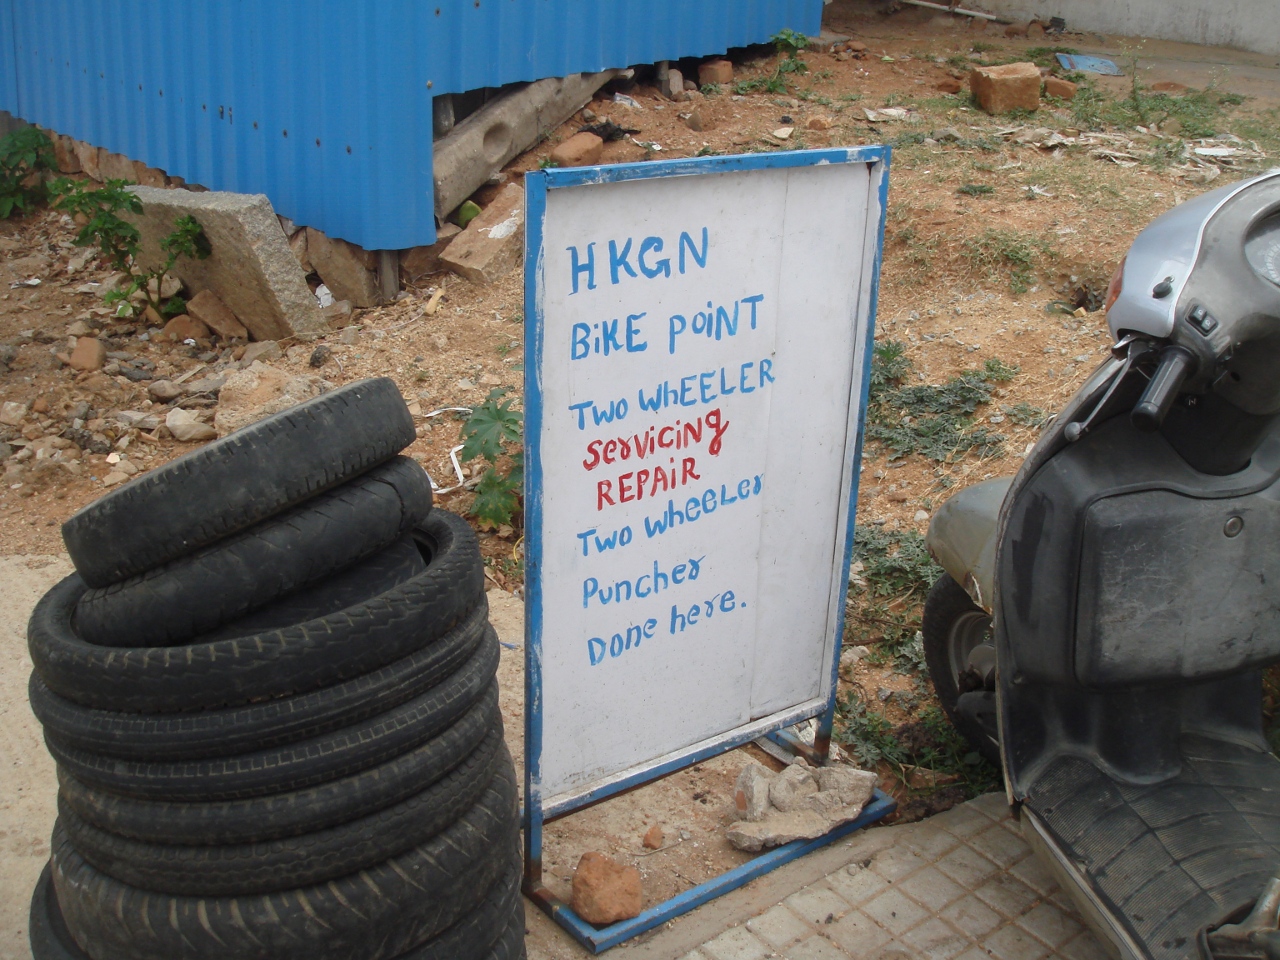 HKGN
BiKE POiNT
Two WhEELER
Servicing
REPAiR
Two Wheeler
Puncher
Done here.